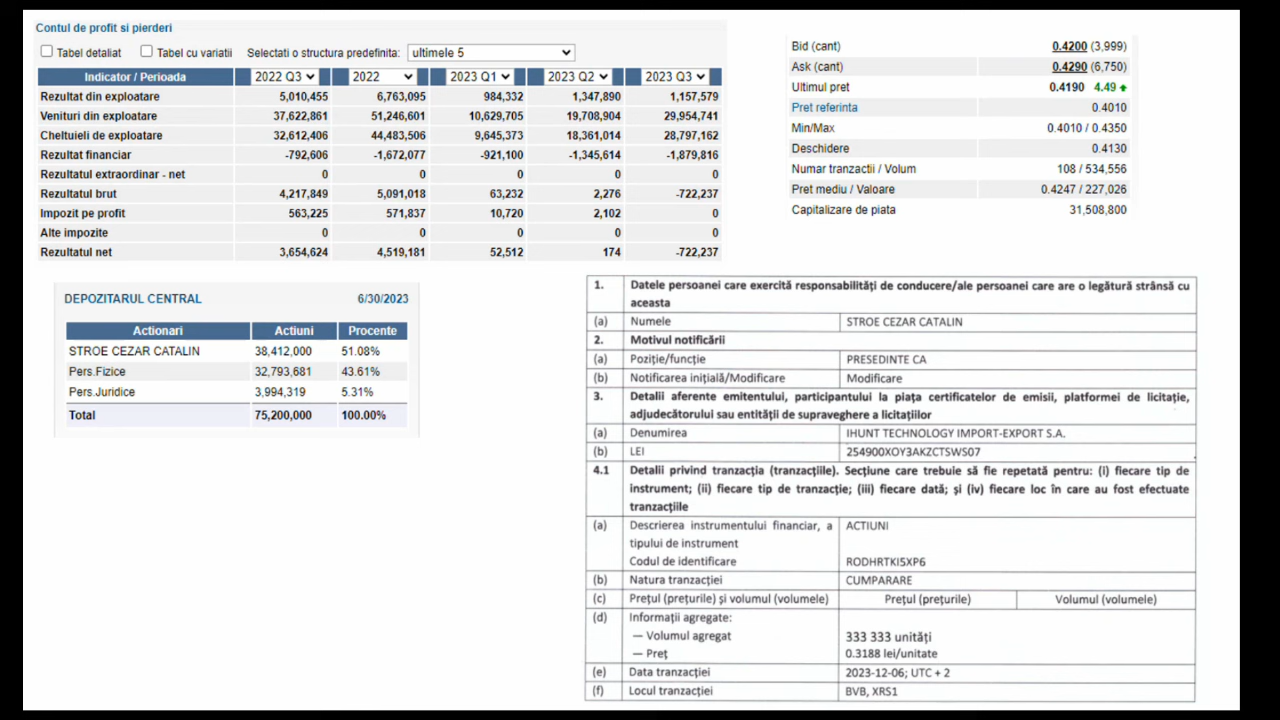 Contul de profit si pierderi
Tabel detaliat Tabel cu variatii Selectati o structura predefinita: ultimele 5
Indicator / Perioada 2022 Q3 2022 2023 Q1 2023 Q2 2023 Q3
Rezultat din exploatare 5,010,455 6,763,095 984,332 1,347,890 1,157,579
Venituri din exploatare 37,622,861 51,246,601 10,629,705 19,708,904 29,954,741
Cheltuieli de exploatare 32,612,406 44,483,506 9,645,373 18,361,014 28,797,162
Rezultat financiar -792,606 -1,672,077 -921,100 -1,345,614 -1,879,816
Rezultatul extraordinar - net 0 0 0 0 0
Rezultatul brut 4,217,849 5,091,018 63,232 2,276 -722,237
Impozit pe profit 563,225 571,837 10,720 2,102 0
Alte impozite 0 0 0 0 0
Rezultatul net 3,654,624 4,519,181 52,512 174 -722,237
Bid (cant) 0.4200 (3,999)
Ask (cant) 0.4290 (6,750)
Ultimul pret 0.4190 4.49
Pret referinta 0.4010
Min/Max 0.4010 / 0.4350
Deschidere 0.4130
Numar tranzactii / Volum 108 / 534,556
Pret mediu / Valoare 0.4247 / 227,026
Capitalizare de piata 31,508,800
DEPOZITARUL CENTRAL 6/30/2023
Actionari Actiuni Procente
STROE CEZAR CATALIN 38,412,000 51.08%
Pers.Fizice 32,793,681 43.61%
Pers.Juridice 3,994,319 5.31%
Total 75,200,000 100.00%
1. Datele persoanei care exercită responsabilități de conducere/ale persoanei care are o legătură strânsă cu
aceasta
(a) Numele STROE CEZAR CATALIN
2. Motivul notificării
(a) Poziție/funcție PRESEDINTE CA
(b) Notificarea inițială/Modificare Modificare
3. Detalii aferente emitentului, participantului la piața certificatelor de emisii, platformei de licitație,
adjudecătorului sau entității de supraveghere a licitațiilor
(a) Denumirea IHUNT TECHNOLOGY IMPORT-EXPORT S.A.
(b) LEI 254900XOY3AKZCTSWS07
4.1 Detalii privind tranzacția (tranzacțiile). Secțiune care trebuie să fie repetată pentru: (i) fiecare tip de
instrument; (ii) fiecare tip de tranzacție; (iii) fiecare dată; și (iv) fiecare loc în care au fost efectuate
tranzacțiile
(a) Descrierea instrumentului financiar, a ACTIUNI
tipului de instrument
Codul de identificare RODHRTKI5XP6
(b) Natura tranzacției CUMPARARE
(c) Prețul (prețurile) și volumul (volumele) Prețul (prețurile) Volumul (volumele)
(d) Informații agregate:
— Volumul agregat 333 333 unități
— Preț 0.3188 lei/unitate
(e) Data tranzacției 2023-12-06; UTC + 2
(f) Locul tranzacției BVB, XRS1